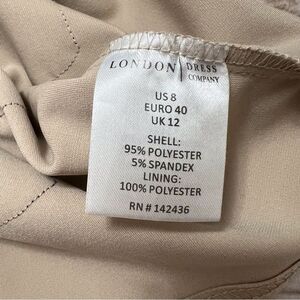 LONDON DRESS
COMPANY
US 8
EURO 40
UK 12
SHELL:
95% POLYESTER
5% SPANDEX
LINING:
100% POLYESTER
RN # 142436